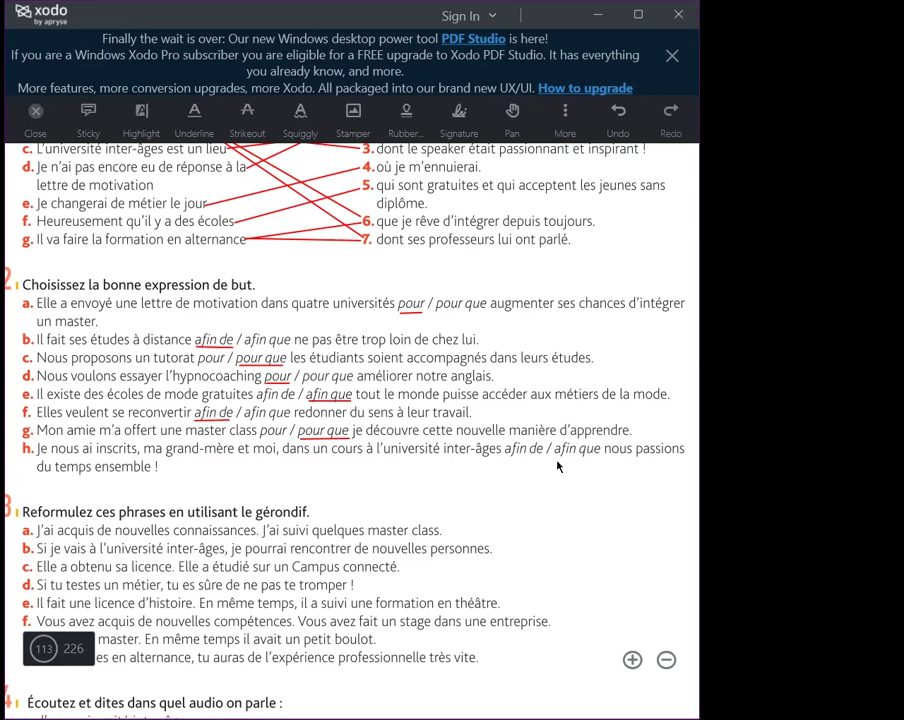 xodo
by apryse
Sign In
Finally the wait is over: Our new Windows desktop power tool PDF Studio is here!
If you are a Windows Xodo Pro subscriber you are eligible for a FREE upgrade to Xodo PDF Studio. It has everything
you already know, and more.
More features, more conversion upgrades, more Xodo. All packaged into our brand new UX/UI. How to upgrade
Close Sticky Highlight Underline Strikeout Squiggly Stamper Rubber... Signature Pan More Undo Redo
c. L'université inter-âges est un lieu 3. dont le speaker était passionnant et inspirant !
d. Je n'ai pas encore eu de réponse à la 4. où je m'ennuierai.
lettre de motivation 5. qui sont gratuites et qui acceptent les jeunes sans
e. Je changerai de métier le jour diplôme.
f. Heureusement qu'il y a des écoles 6. que je rêve d'intégrer depuis toujours.
g. Il va faire la formation en alternance 7. dont ses professeurs lui ont parlé.
2 Choisissez la bonne expression de but.
a. Elle a envoyé une lettre de motivation dans quatre universités pour / pour que augmenter ses chances d'intégrer
un master.
b. Il fait ses études à distance afin de / afin que ne pas être trop loin de chez lui.
c. Nous proposons un tutorat pour / pour que les étudiants soient accompagnés dans leurs études.
d. Nous voulons essayer l'hypnocoaching pour / pour que améliorer notre anglais.
e. Il existe des écoles de mode gratuites afin de / afin que tout le monde puisse accéder aux métiers de la mode.
f. Elles veulent se reconvertir afin de / afin que redonner du sens à leur travail.
g. Mon amie m'a offert une master class pour / pour que je découvre cette nouvelle manière d'apprendre.
h. Je nous ai inscrits, ma grand-mère et moi, dans un cours à l'université inter-âges afin de / afin que nous passions
du temps ensemble !
3 Reformulez ces phrases en utilisant le gérondif.
a. J'ai acquis de nouvelles connaissances. J'ai suivi quelques master class.
b. Si je vais à l'université inter-âges, je pourrai rencontrer de nouvelles personnes.
c. Elle a obtenu sa licence. Elle a étudié sur un Campus connecté.
d. Si tu testes un métier, tu es sûre de ne pas te tromper !
e. Il fait une licence d'histoire. En même temps, il a suivi une formation en théâtre.
f. Vous avez acquis de nouvelles compétences. Vous avez fait un stage dans une entreprise.
master. En même temps il avait un petit boulot.
113 226
es en alternance, tu auras de l'expérience professionnelle très vite.
4 Écoutez et dites dans quel audio on parle :